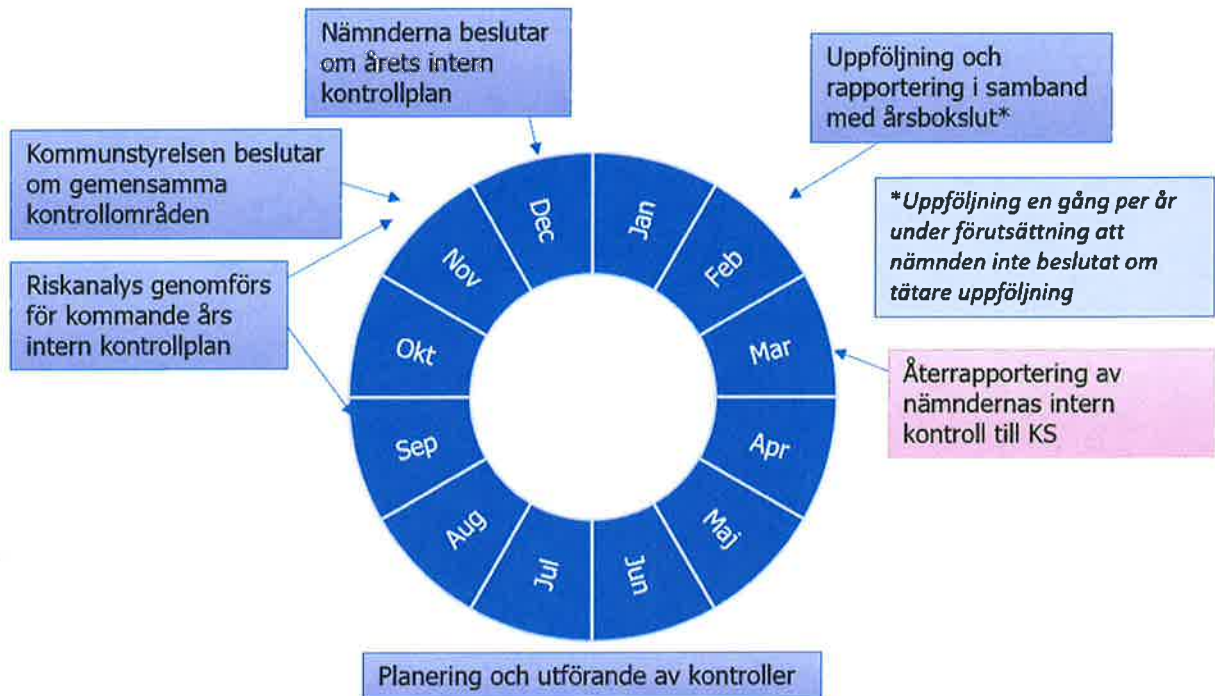 Nämnderna beslutar
om årets intern
kontrollplan
Uppföljning och
rapportering i samband
med årsbokslut*
Kommunstyrelsen beslutar
om gemensamma
kontrollområden
*Uppföljning en gång per år
under förutsättning att
nämnden inte beslutat om
tätare uppföljning
Riskanalys genomförs
för kommande års
intern kontrollplan
Återrapportering av
nämndernas intern
kontroll till KS
Jan
Feb
Mar
Apr
Maj
Jun
Jul
Aug
Sep
Okt
Nov
Dec
Planering och utförande av kontroller